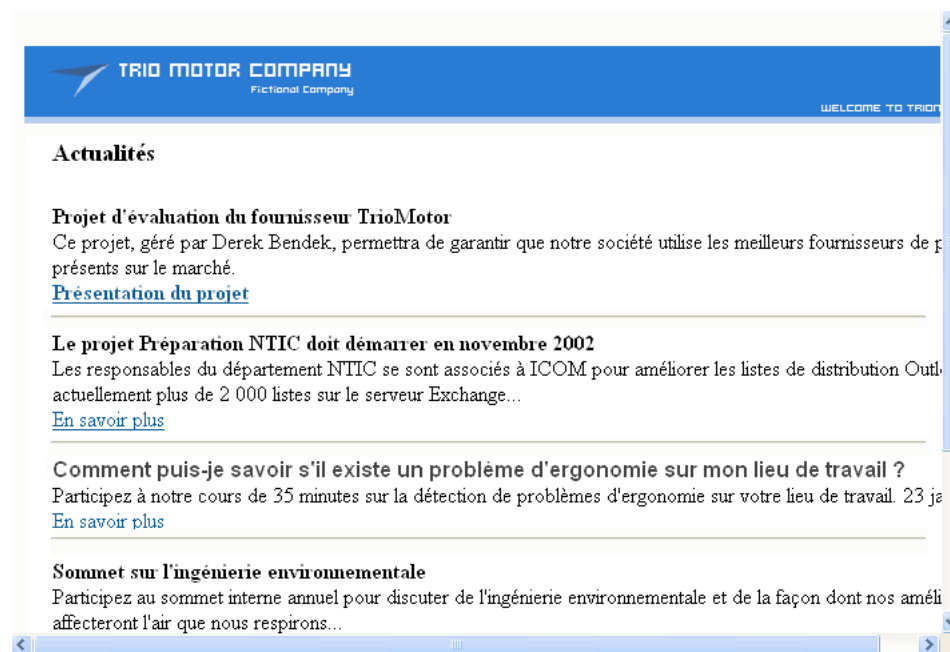 TRIO MOTOR COMPANY
Fictional Company
WELCOME TO
Actualités
Projet d'évaluation du fournisseur TrioMotor
Ce projet, géré par Derek Bendek, permettra de garantir que notre société utilise les meilleurs fournisseurs de
présents sur le marché.
Présentation du projet
Le projet Préparation NTIC doit démarrer en novembre 2002
Les responsables du département NTIC se sont associés à ICOM pour améliorer les listes de distribution
actuellement plus de 2 000 listes sur le serveur Exchange...
En savoir plus
Comment puis-je savoir s'il existe un problème d'ergonomie sur mon lieu de travail ?
Participez à notre cours de 35 minutes sur la détection de problèmes d'ergonomie sur votre lieu de travail. 23
En savoir plus
Sommet sur l'ingénierie environnementale
Participez au sommet interne annuel pour discuter de l'ingénierie environnementale et de la façon dont nos
affecteront l'air que nous respirons...